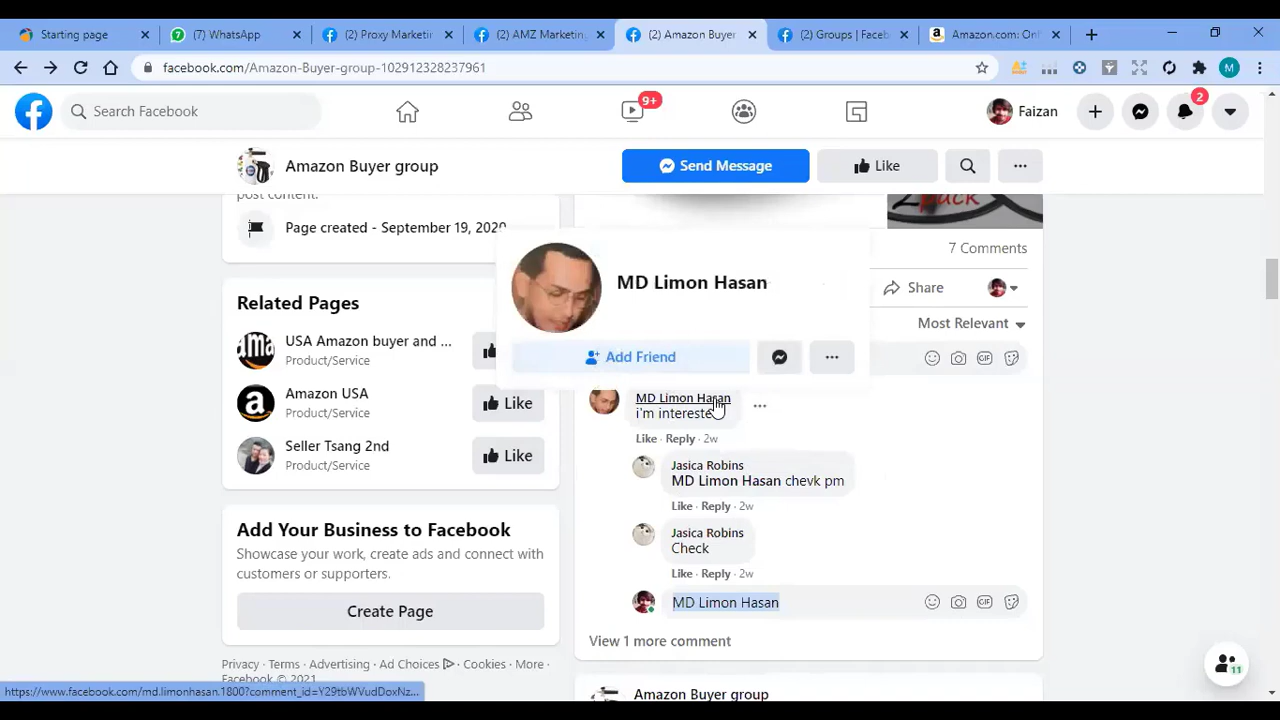 Starting page
(7) WhatsApp
(2) Proxy Marketin
(2) AMZ Marketin
(2) Amazon Buyer
(2) Groups | Faceb
Amazon.com: Onl
facebook.com/Amazon-Buyer-group-102912328237961
M
Search Facebook
9+
Faizan
2
Amazon Buyer group
Send Message
Like
post content.
Page created - September 19, 2020
pack
7 Comments
Share
Most Relevant
MD Limon Hasan
Add Friend
GIF
Related Pages
USA Amazon buyer and ...
Product/Service
Amazon USA
Product/Service
Like
Seller Tsang 2nd
Product/Service
Like
MD Limon Hasan
i'm intereste
Like · Reply · 2w
Jasica Robins
MD Limon Hasan chevk pm
Like · Reply · 2w
Jasica Robins
Check
Like · Reply · 2w
MD Limon Hasan
GIF
View 1 more comment
Add Your Business to Facebook
Showcase your work, create ads and connect with
customers or supporters.
Create Page
Privacy · Terms · Advertising · Ad Choices · Cookies · More ·
Facebook © 2021
Amazon Buyer group
11
https://www.facebook.com/md.limonhasan.1800?comment_id=Y29tbWVudDoxNz...